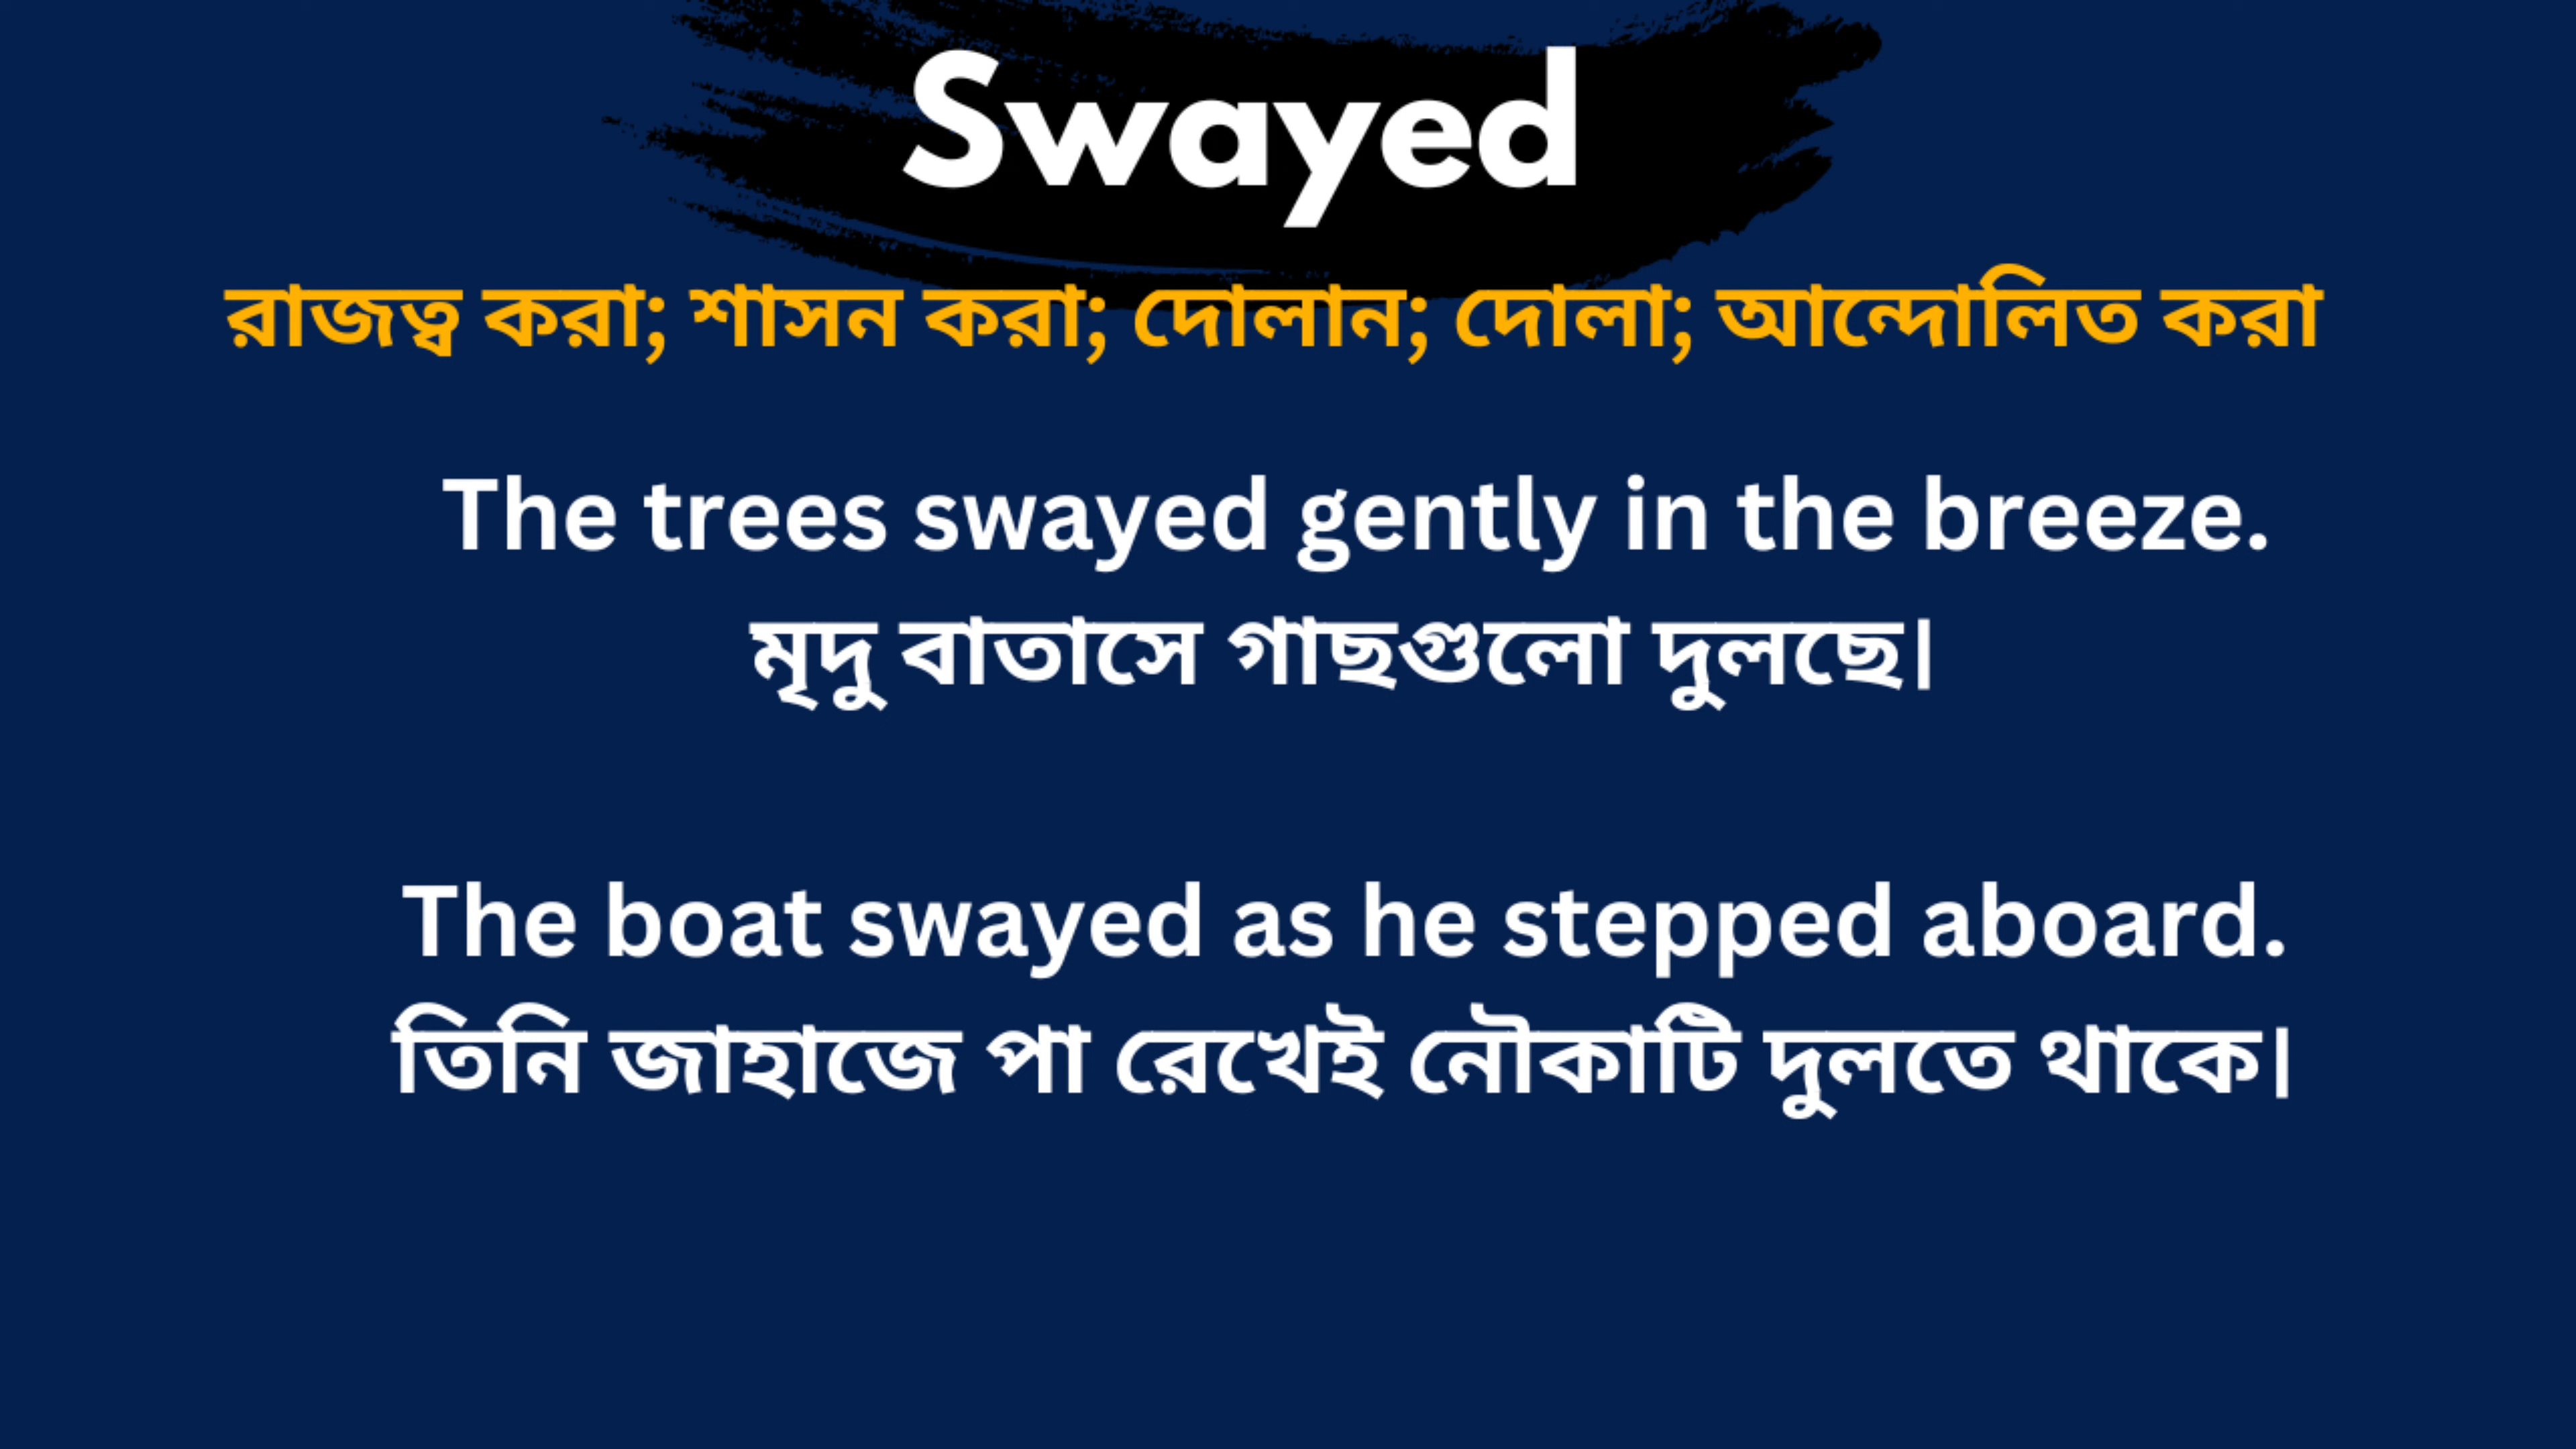 Swayed
রাজত্ব করা; শাসন করা; দোলান; দোলা; আন্দোলিত করা
The trees swayed gently in the breeze.
মৃদু বাতাসে গাছগুলো দুলছে।
The boat swayed as he stepped aboard.
তিনি জাহাজে পা রেখেই নৌকাটি দুলতে থাকে।